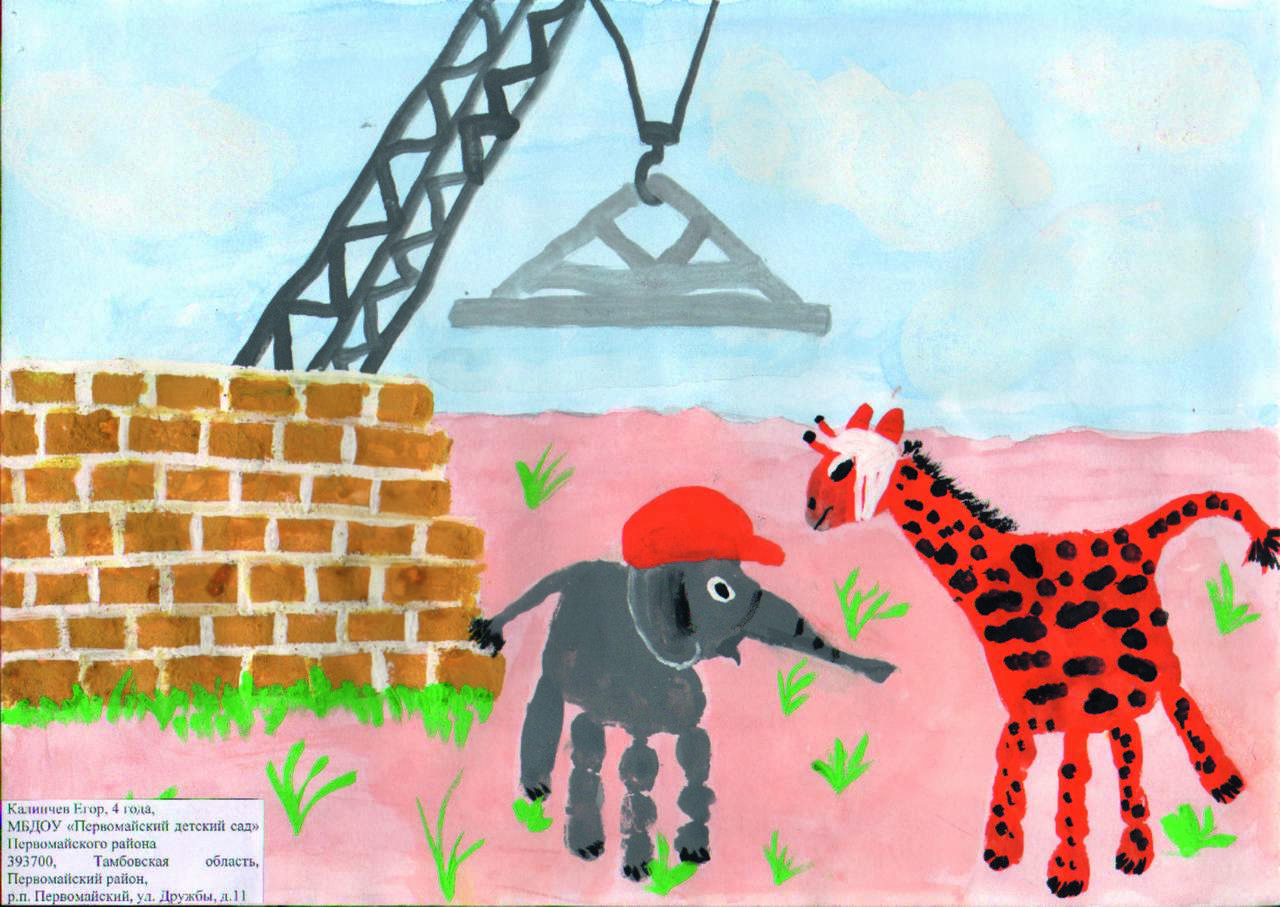 Калинчев Егор, 4 года,
МБДОУ «Первомайский детский сад»
Первомайского района
393700, Тамбовская область,
Первомайский район,
р.п. Первомайский, ул. Дружбы, д.11